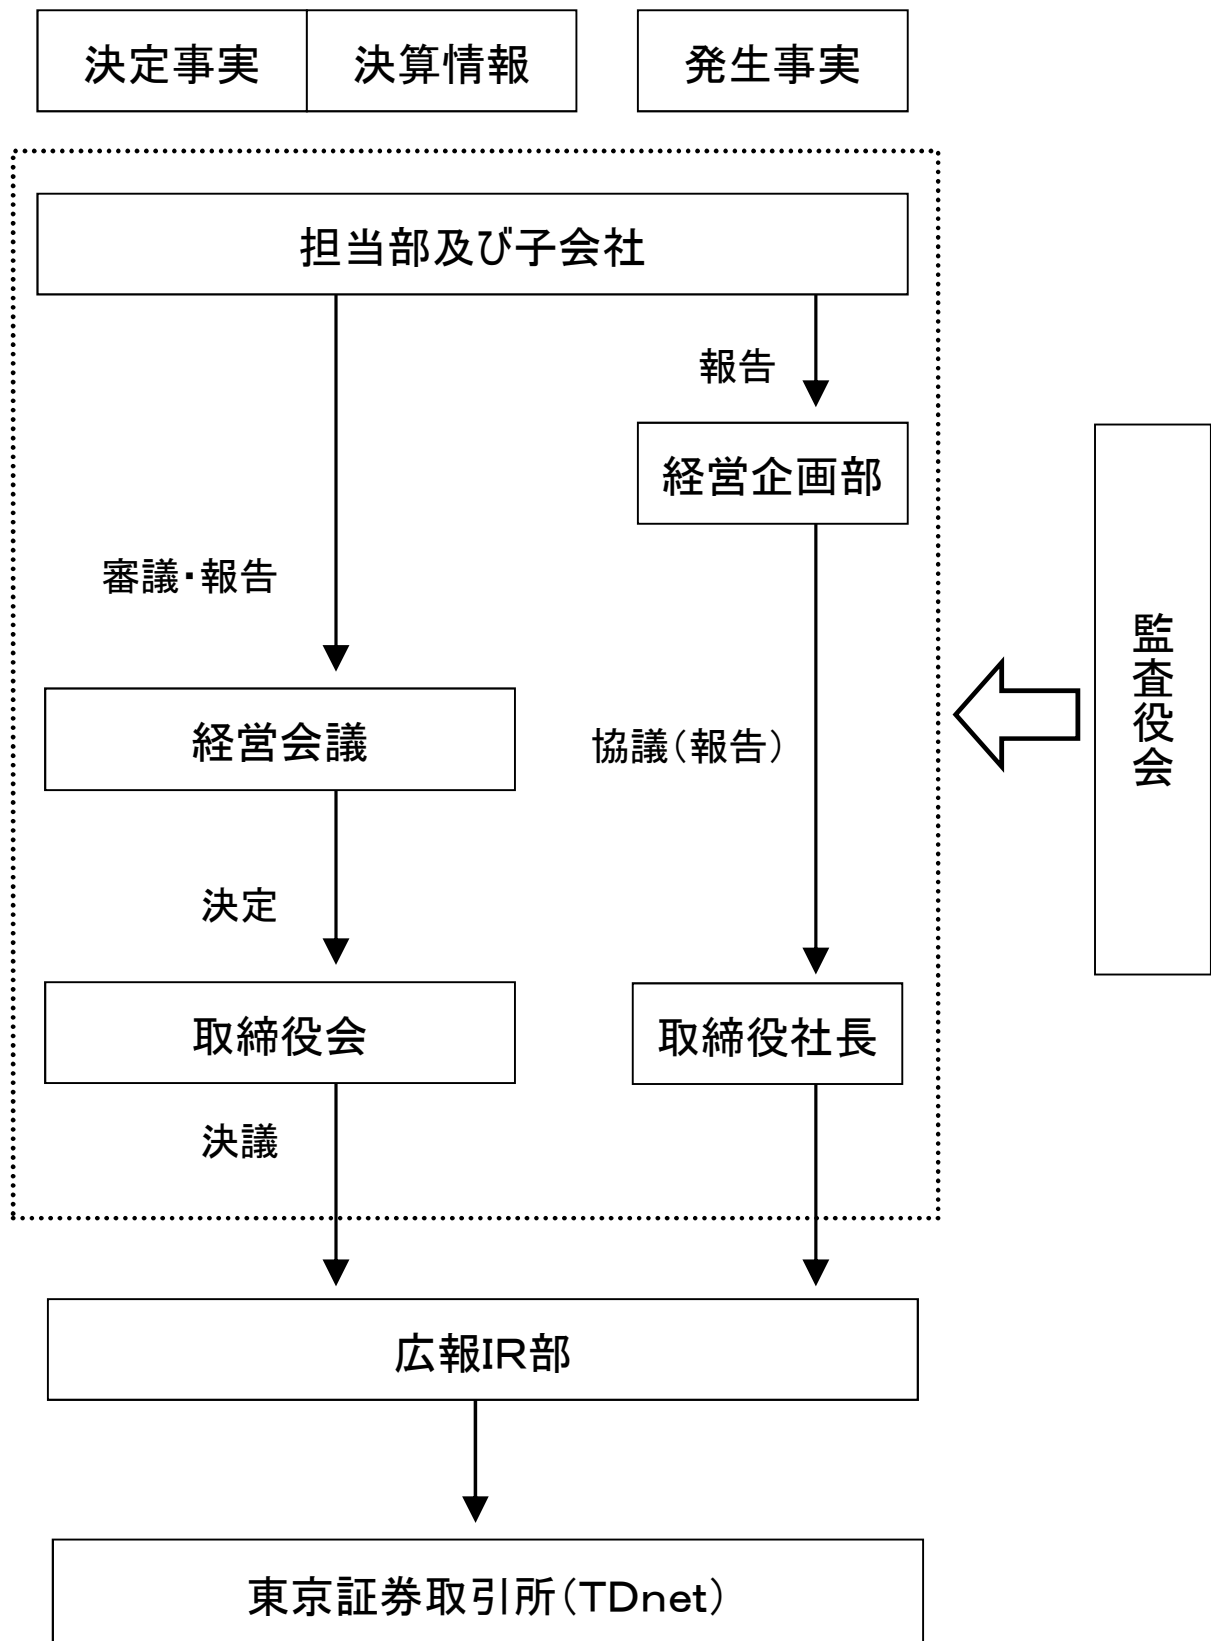 決定事実
決算情報
発生事実
担当部及び子会社
報告
経営企画部
審議・報告
経営会議
協議（報告）
監査役会
決定
取締役会
取締役社長
決議
広報IR部
東京証券取引所（TDnet）